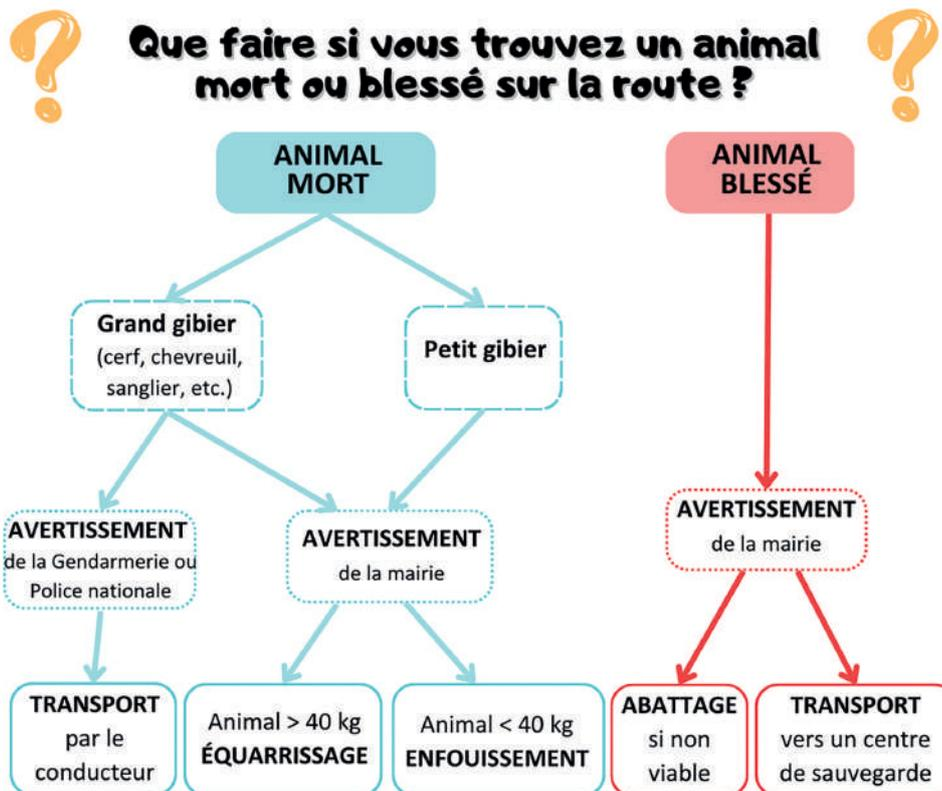 Que faire si vous trouvez un animal
mort ou blessé sur la route ?
ANIMAL
MORT
ANIMAL
BLESSÉ
Grand gibier
(cerf, chevreuil,
sanglier, etc.)
Petit gibier
AVERTISSEMENT
de la Gendarmerie ou
Police nationale
AVERTISSEMENT
de la mairie
AVERTISSEMENT
de la mairie
TRANSPORT
par le
conducteur
Animal > 40 kg
ÉQUARRISSAGE
Animal < 40 kg
ENFOUISSEMENT
ABATTAGE
si non
viable
TRANSPORT
vers un centre
de sauvegarde